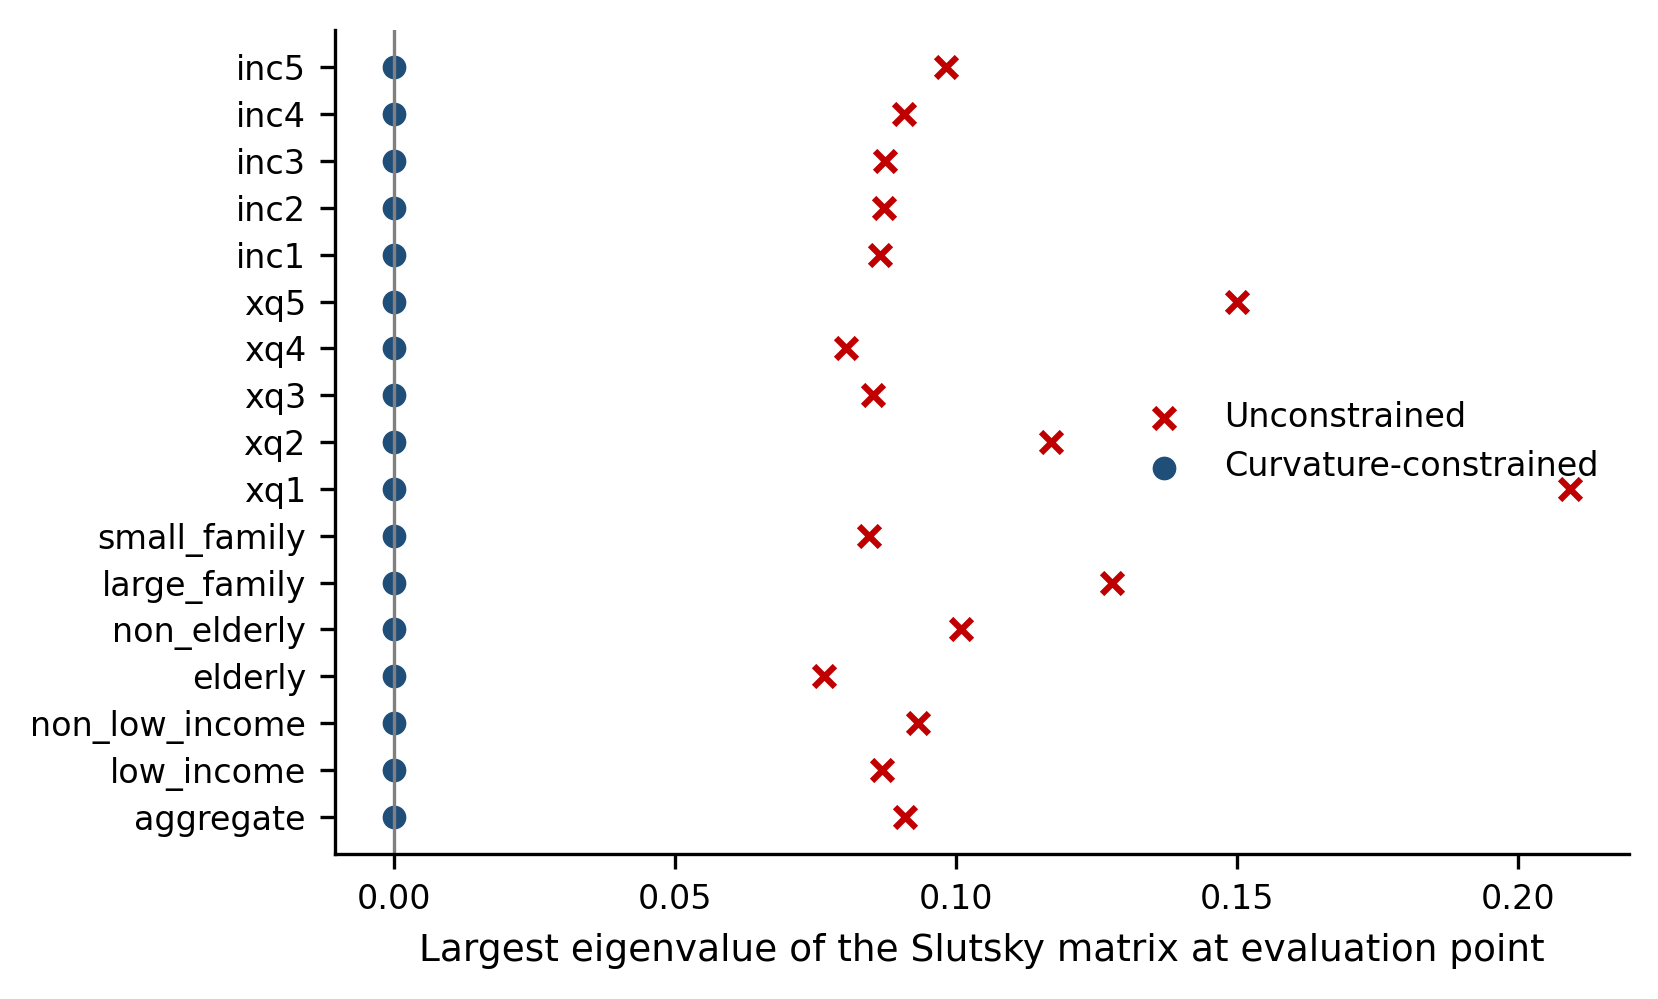 inc5
inc4
inc3
inc2
inc1
xq5
xq4
xq3
xq2
xq1
small_family
large_family
non_elderly
elderly
non_low_income
low_income
aggregate
Unconstrained
Curvature-constrained
0.00 0.05 0.10 0.15 0.20
Largest eigenvalue of the Slutsky matrix at evaluation point